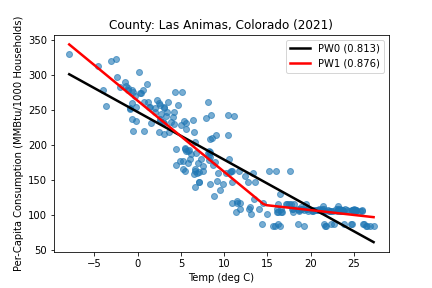 County: Las Animas, Colorado (2021)
PW0 (0.813)
PW1 (0.876)
Per-Capita Consumption (MMBtu/1000 Households)
350
300
250
200
150
100
50
−5 0 5 10 15 20 25
Temp (deg C)